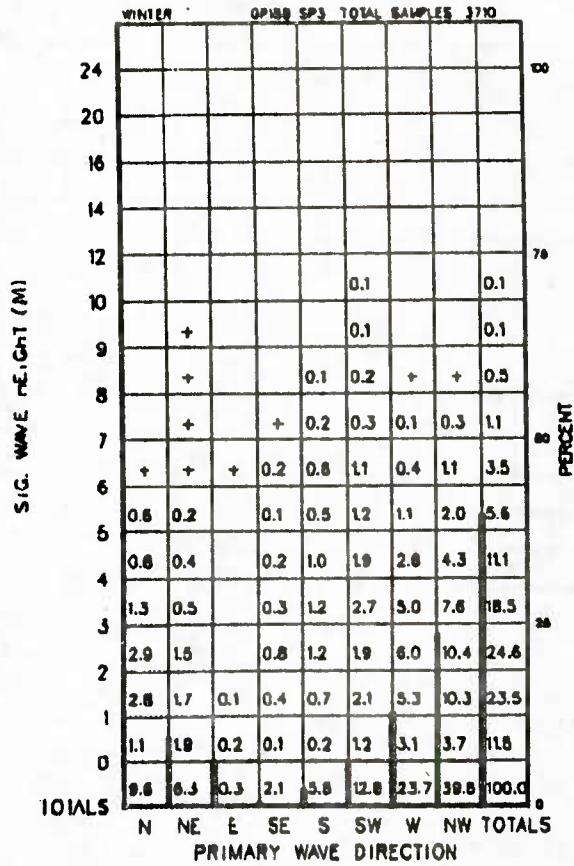 WINTER GPIBB SP3 TOTAL SAMPLES 3710
24 100
20
16
14
12 75
0.1 0.1
10
+ 0.1 0.1
9
+ 0.1 0.2 + + 0.5
8
+ + 0.2 0.3 0.1 0.3 1.1
7
+ + + 0.2 0.8 1.1 0.4 1.1 3.5
6
0.6 0.2 0.1 0.5 1.2 1.1 2.0 5.6
5
0.6 0.4 0.2 1.0 1.9 2.8 4.3 11.1
4
1.3 0.5 0.3 1.2 2.7 5.0 7.6 18.5
3 25
2.9 1.5 0.8 1.2 1.9 6.0 10.4 24.6
2
2.8 1.7 0.1 0.4 0.7 2.1 5.3 10.3 23.5
1
1.1 1.9 0.2 0.1 0.2 1.2 3.1 3.7 11.5
0
9.6 6.3 0.3 2.1 5.8 12.8 23.7 39.8 100.0
TOTALS 0
N NE E SE S SW W NW TOTALS
PRIMARY WAVE DIRECTION
SIG. WAVE HEIGHT (M)
PERCENT